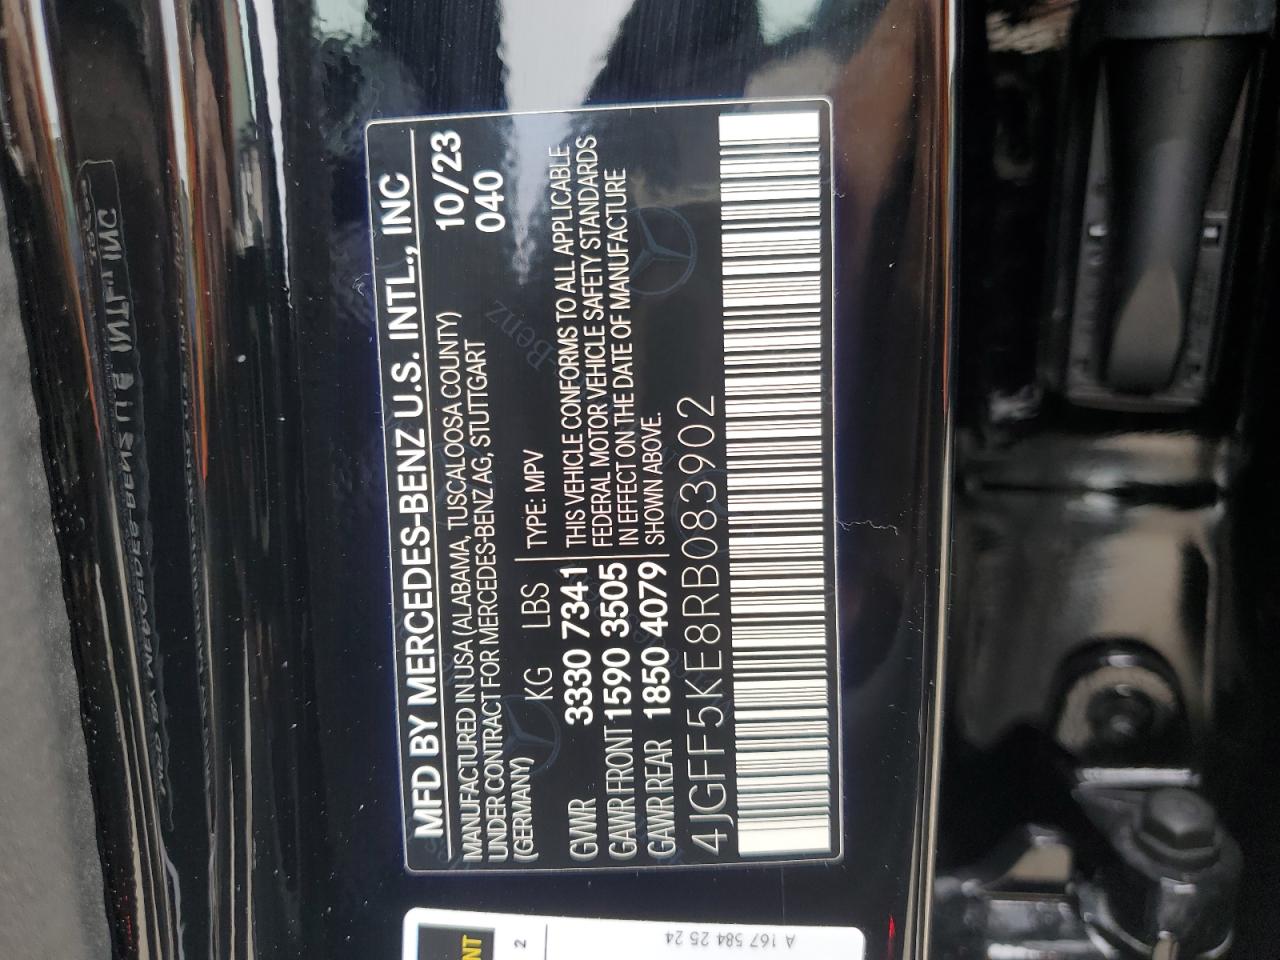 MFD BY MERCEDES-BENZ U.S. INTL., INC
MANUFACTURED IN USA (ALABAMA, TUSCALOOSA COUNTY) 10/23
UNDER CONTRACT FOR MERCEDES-BENZ AG, STUTTGART 040
(GERMANY)
KG LBS TYPE: MPV
GVWR 3330 7341 THIS VEHICLE CONFORMS TO ALL APPLICABLE
GAWR FRONT 1590 3505 FEDERAL MOTOR VEHICLE SAFETY STANDARDS
IN EFFECT ON THE DATE OF MANUFACTURE
GAWR REAR 1850 4079 SHOWN ABOVE.
4JGFF5KE8RB083902
NT
2
A 167 584 25 24